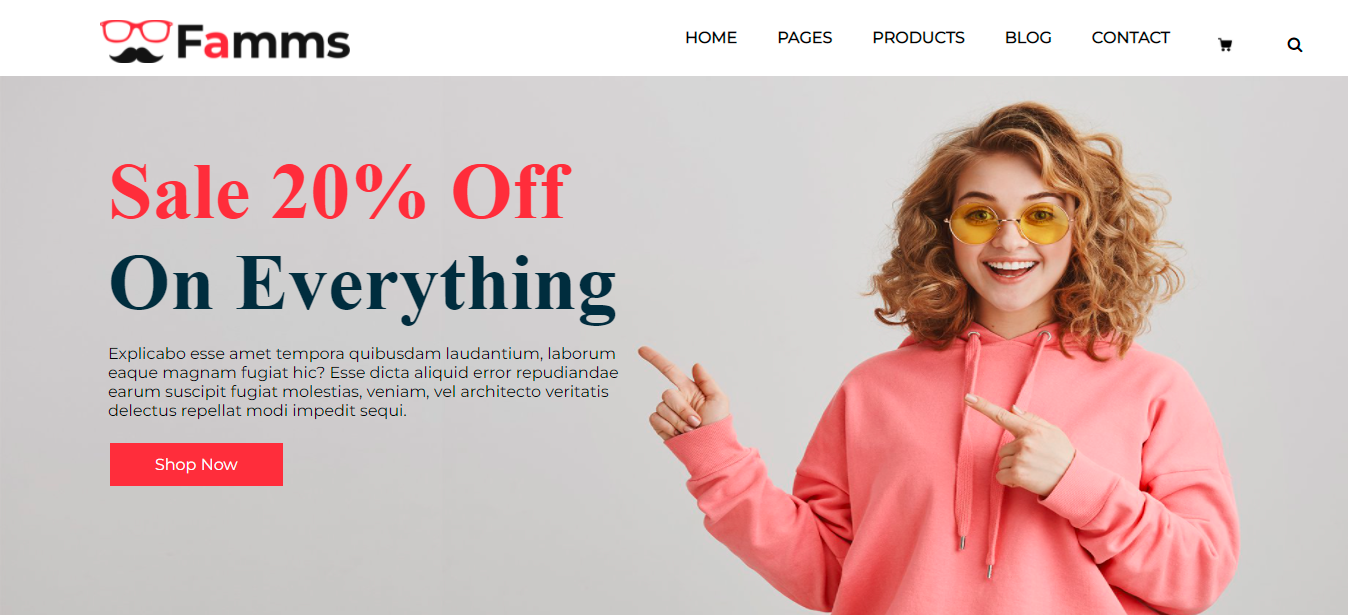 Famms
HOME PAGES PRODUCTS BLOG CONTACT
Sale 20% Off
On Everything
Explicabo esse amet tempora quibusdam laudantium, laborum
eaque magnam fugiat hic? Esse dicta aliquid error repudiandae
earum suscipit fugiat molestias, veniam, vel architecto veritatis
delectus repellat modi impedit sequi.
Shop Now